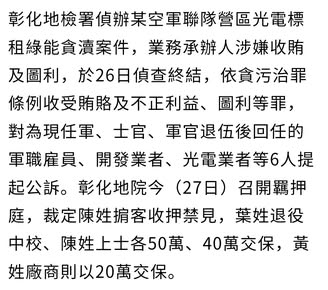 彰化地檢署偵辦某空軍聯隊營區光電標
租綠能貪瀆案件，業務承辦人涉嫌收賄
及圖利，於26日偵查終結，依貪污治罪
條例收受賄賂及不正利益、圖利等罪，
對為現任軍、士官、軍官退伍後回任的
軍職雇員、開發業者、光電業者等6人提
起公訴。彰化地院今（27日）召開羈押
庭，裁定陳姓掮客收押禁見，葉姓退役
中校、陳姓上士各50萬、40萬交保，黃
姓廠商則以20萬交保。